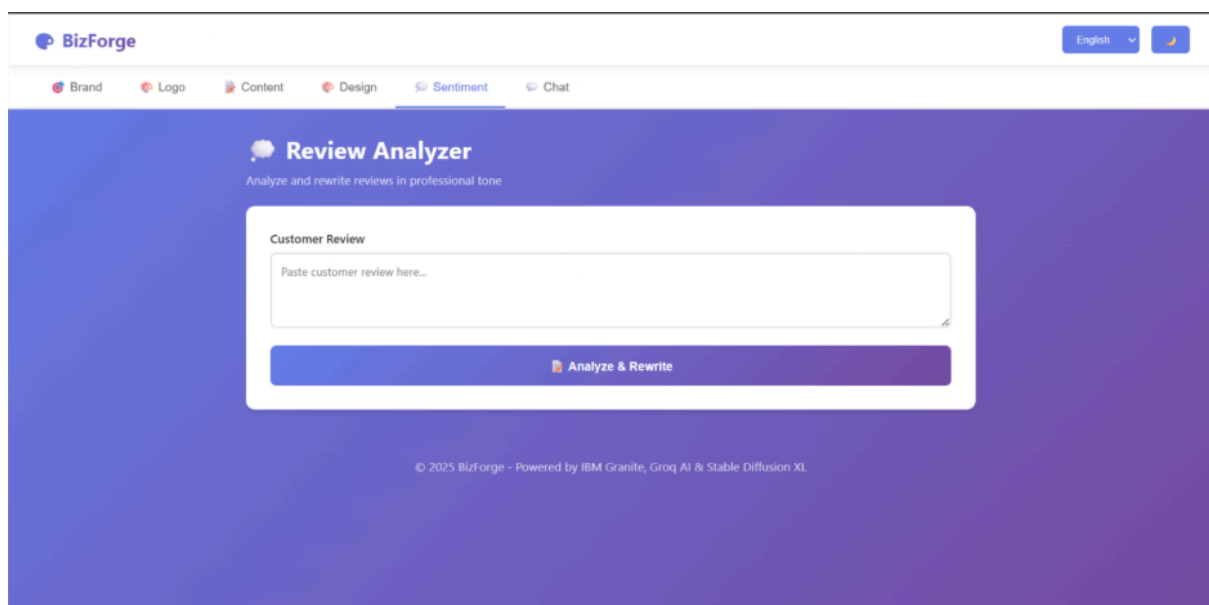 BizForge
English
Brand Logo Content Design Sentiment Chat
Review Analyzer
Analyze and rewrite reviews in professional tone
Customer Review
Paste customer review here...
Analyze & Rewrite
© 2025 BizForge - Powered by IBM Granite, Groq AI & Stable Diffusion XL